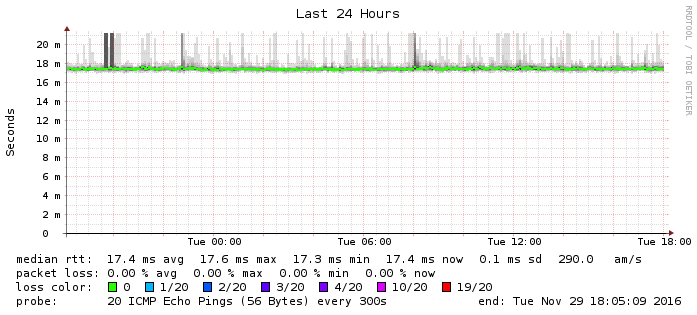 Last 24 Hours
RRDTOOL / TOBI OETIKER
Seconds
20 m
18 m
16 m
14 m
12 m
10 m
8 m
6 m
4 m
2 m
0
Tue 00:00 Tue 06:00 Tue 12:00 Tue 18:00
median rtt: 17.4 ms avg 17.6 ms max 17.3 ms min 17.4 ms now 0.1 ms sd 290.0 am/s
packet loss: 0.00 % avg 0.00 % max 0.00 % min 0.00 % now
loss color: 0 1/20 2/20 3/20 4/20 10/20 19/20
probe: 20 ICMP Echo Pings (56 Bytes) every 300s end: Tue Nov 29 18:05:09 2016